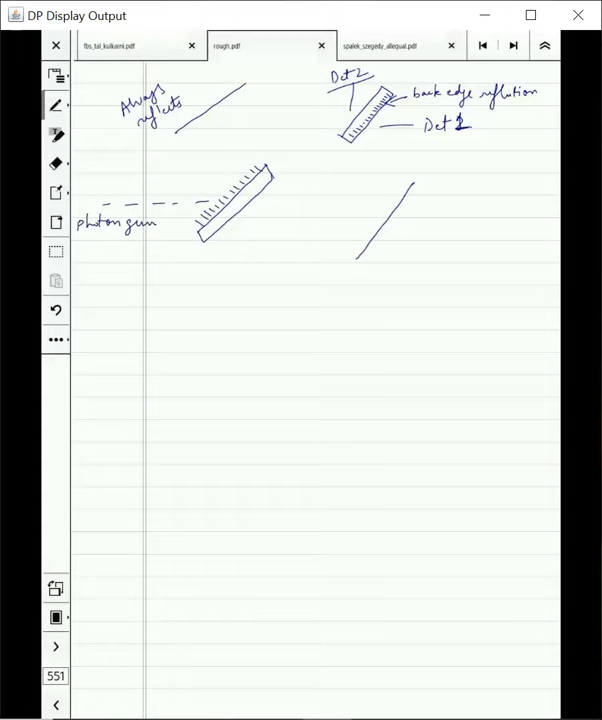 DP Display Output
fbs_tal_kulkarni.pdf
rough.pdf
spalek_szegedy_allequal.pdf
Always
reflects
Det 2
back edge reflution
Det 1
photon gun
551